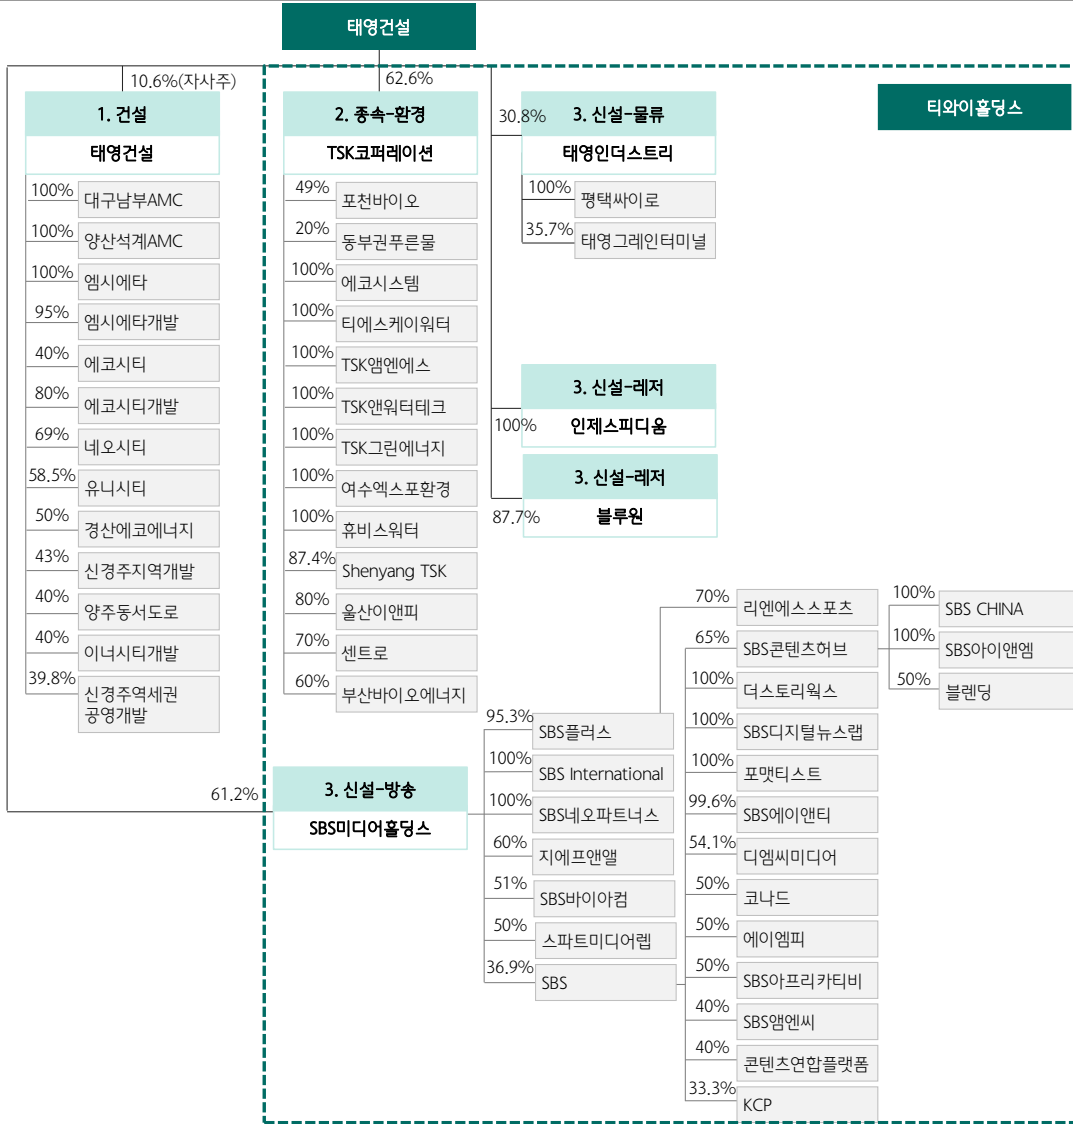 태영건설
티와이홀딩스
10.6%(자사주)
1. 건설
태영건설
100%
대구남부AMC
100%
양산석계AMC
100%
엠시에타
95%
엠시에타개발
40%
에코시티
80%
에코시티개발
69%
네오시티
58.5%
유니시티
50%
경산에코에너지
43%
신경주지역개발
40%
양주동서도로
40%
이너시티개발
39.8%
신경주역세권
공영개발
62.6%
2. 종속-환경
TSK코퍼레이션
49%
포천바이오
20%
동부권푸른물
100%
에코시스템
100%
티에스케이워터
100%
TSK앰엔에스
100%
TSK앤워터테크
100%
TSK그린에너지
100%
여수엑스포환경
100%
휴비스워터
87.4%
Shenyang TSK
80%
울산이앤피
70%
센트로
60%
부산바이오에너지
30.8%
3. 신설-물류
태영인더스트리
100%
평택싸이로
35.7%
태영그레인터미널
100%
3. 신설-레저
인제스피디움
87.7%
3. 신설-레저
블루원
61.2%
3. 신설-방송
SBS미디어홀딩스
95.3%
SBS플러스
100%
SBS International
100%
SBS네오파트너스
60%
지에프앤앨
51%
SBS바이아컴
50%
스파트미디어렙
36.9%
SBS
70%
리엔에스스포츠
65%
SBS콘텐츠허브
100%
더스토리웍스
100%
SBS디지털뉴스랩
100%
포맷티스트
99.6%
SBS에이앤티
54.1%
디엠씨미디어
50%
코나드
50%
에이엠피
50%
SBS아프리카티비
40%
SBS앰엔씨
40%
콘텐츠연합플랫폼
33.3%
KCP
100%
SBS CHINA
100%
SBS아이앤엠
50%
블렌딩